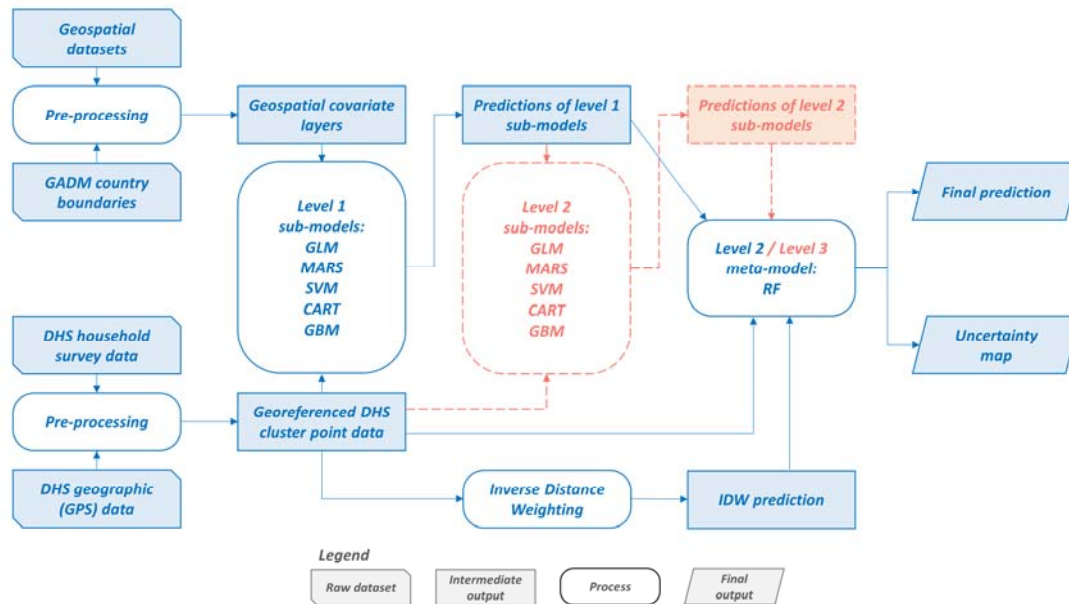 Geospatial
datasets
Pre-processing
GADM country
boundaries
Geospatial covariate
layers
Predictions of level 1
sub-models
Predictions of level 2
sub-models
Level 1
sub-models:
GLM
MARS
SVM
CART
GBM
Level 2
sub-models:
GLM
MARS
SVM
CART
GBM
Level 2 / Level 3
meta-model:
RF
Final prediction
Uncertainty
map
DHS household
survey data
Pre-processing
DHS geographic
(GPS) data
Georeferenced DHS
cluster point data
Inverse Distance
Weighting
IDW prediction
Legend
Raw dataset
Intermediate
output
Process
Final
output